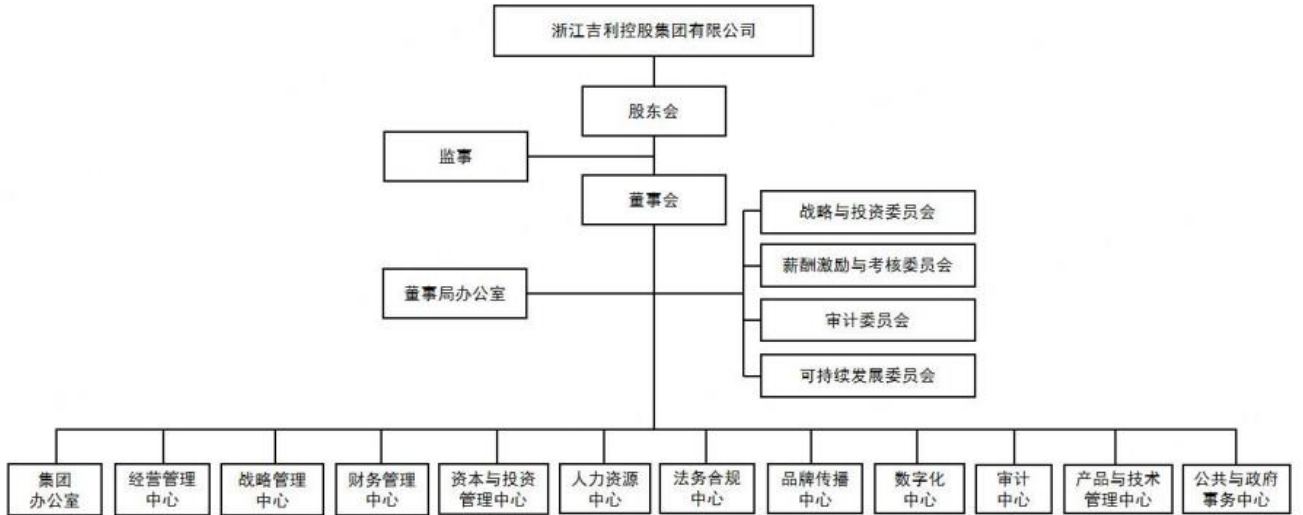 浙江吉利控股集团有限公司
股东会
监事
董事会
战略与投资委员会
薪酬激励与考核委员会
董事局办公室
审计委员会
可持续发展委员会
集团
办公室
经营管理
中心
战略管理
中心
财务管理
中心
资本与投资
管理中心
人力资源
中心
法务合规
中心
品牌传播
中心
数字化
中心
审计
中心
产品与技术
管理中心
公共与政府
事务中心